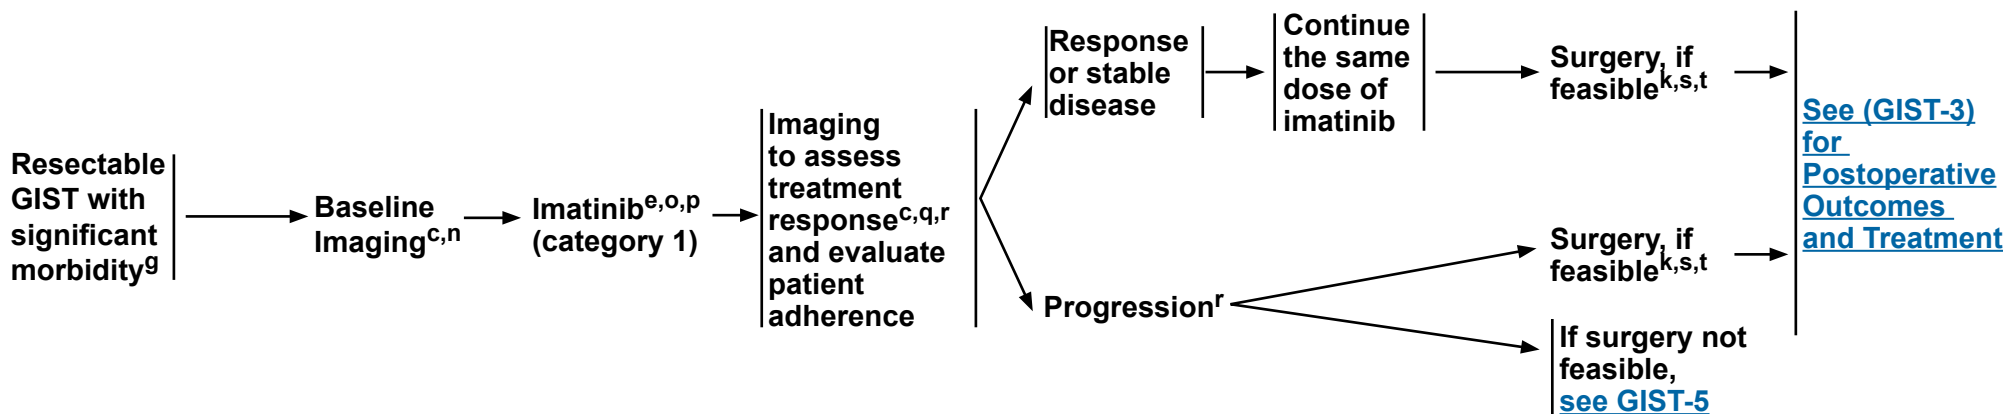 Resectable
GIST with
significant
morbidityg
Baseline
Imagingc,n
Imatinibe,o,p
(category 1)
Imaging
to assess
treatment
responsec,q,r
and evaluate
patient
adherence
Response
or stable
disease
Continue
the same
dose of
imatinib
Surgery, if
feasiblek,s,t
Progressionr
Surgery, if
feasiblek,s,t
If surgery not
feasible,
see GIST-5
See (GIST-3)
for
Postoperative
Outcomes
and Treatment